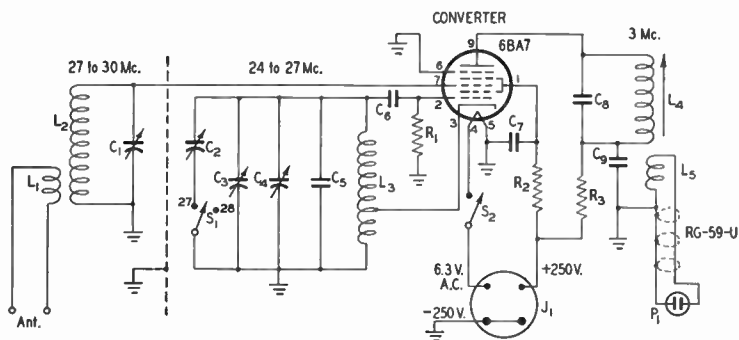 CONVERTER
6BA7
27 to 30 Mc.
24 to 27 Mc.
3 Mc.
9
6
7
2
1
3
4
5
L2
C1
L1
C2
C3
C4
C5
C6
R1
L3
C7
C8
L4
C9
L5
27
28
S1
S2
R2
R3
RG-59-U
6.3 V.
A.C.
+250V.
-250V.
J1
P1
Ant.